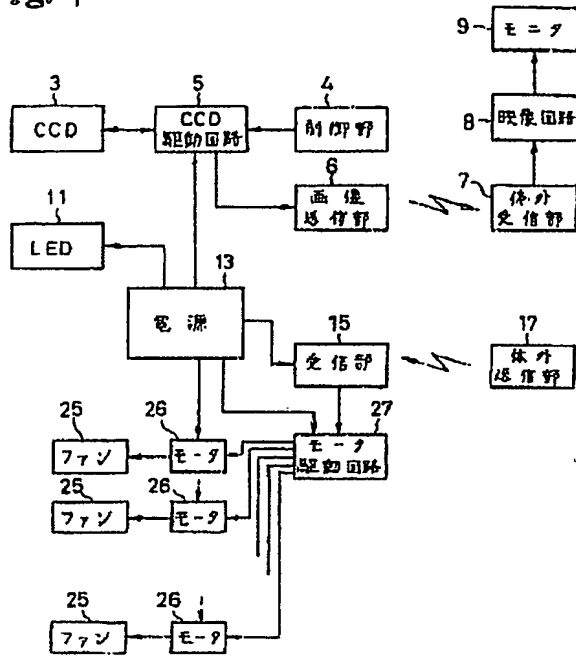 9
モニタ
3
5
4
8
映像回路
CCD
CCD
駆動回路
制御部
6
7
11
画像
送信部
体外
受信部
LED
13
15
17
電源
受信部
体外
送信部
25
26
27
ファン
モータ
モータ
駆動回路
25
26
ファン
モータ
25
26
ファン
モータ